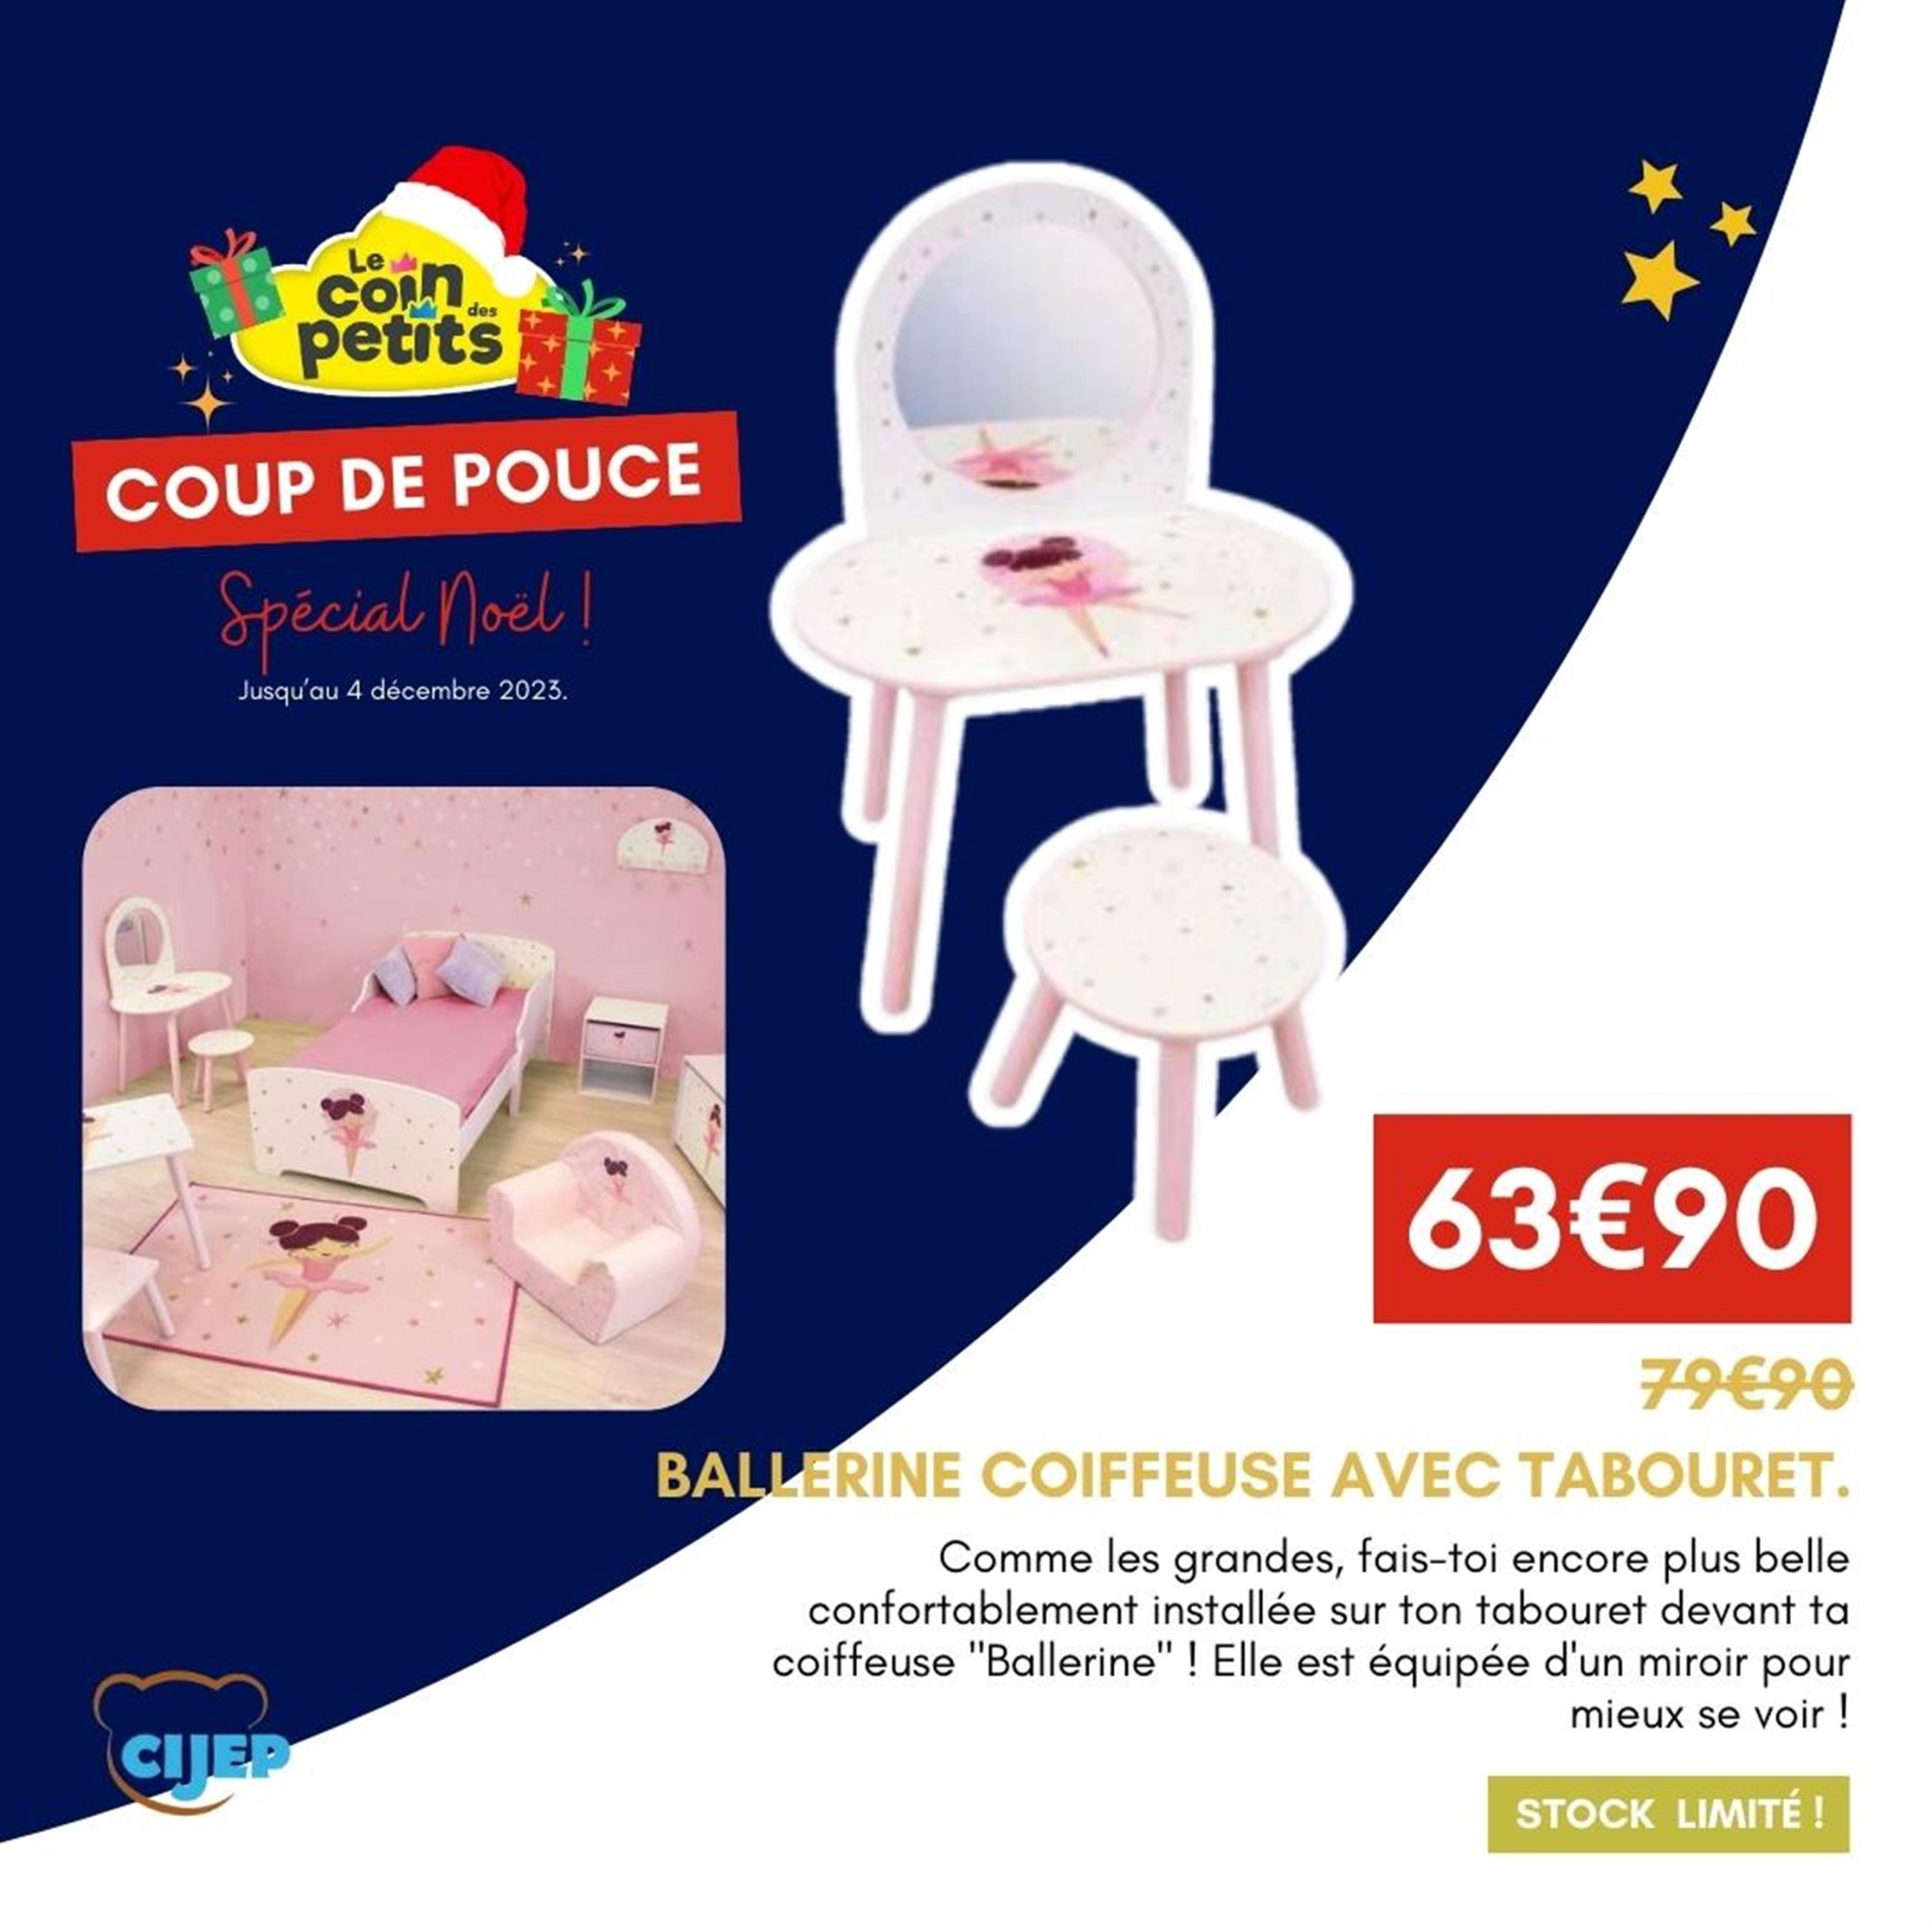 Le
coin
des
petits
COUP DE POUCE
Spécial Noël !
Jusqu'au 4 décembre 2023.
63€90
79€90
BALLERINE COIFFEUSE AVEC TABOURET.
Comme les grandes, fais-toi encore plus belle
confortablement installée sur ton tabouret devant ta
coiffeuse "Ballerine" ! Elle est équipée d'un miroir pour
mieux se voir !
CIJEP
STOCK LIMITÉ !